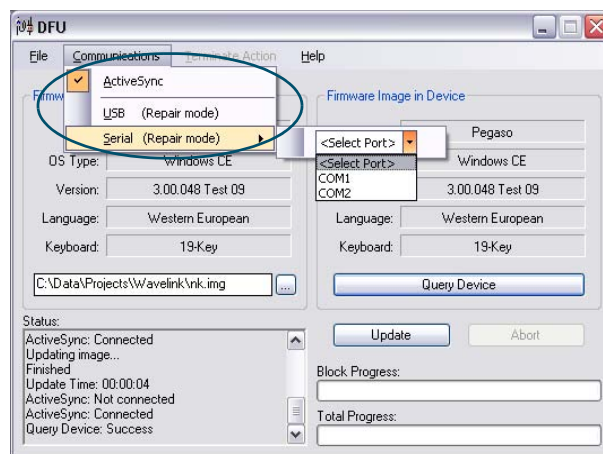 DFU
File Communications Terminate Action Help
ActiveSync
USB (Repair mode)
Serial (Repair mode)
<Select Port>
<Select Port>
COM1
COM2
Firmw
OS Type: Windows CE
Version: 3.00.048 Test 09
Language: Western European
Keyboard: 19-Key
C:\Data\Projects\Wavelink\nk.img ...
Firmware Image in Device
Pegaso
Windows CE
3.00.048 Test 09
Language: Western European
Keyboard: 19-Key
Query Device
Status:
ActiveSync: Connected
Updating image...
Finished
Update Time: 00:00:04
ActiveSync: Not connected
ActiveSync: Connected
Query Device: Success
Update Abort
Block Progress:
Total Progress: